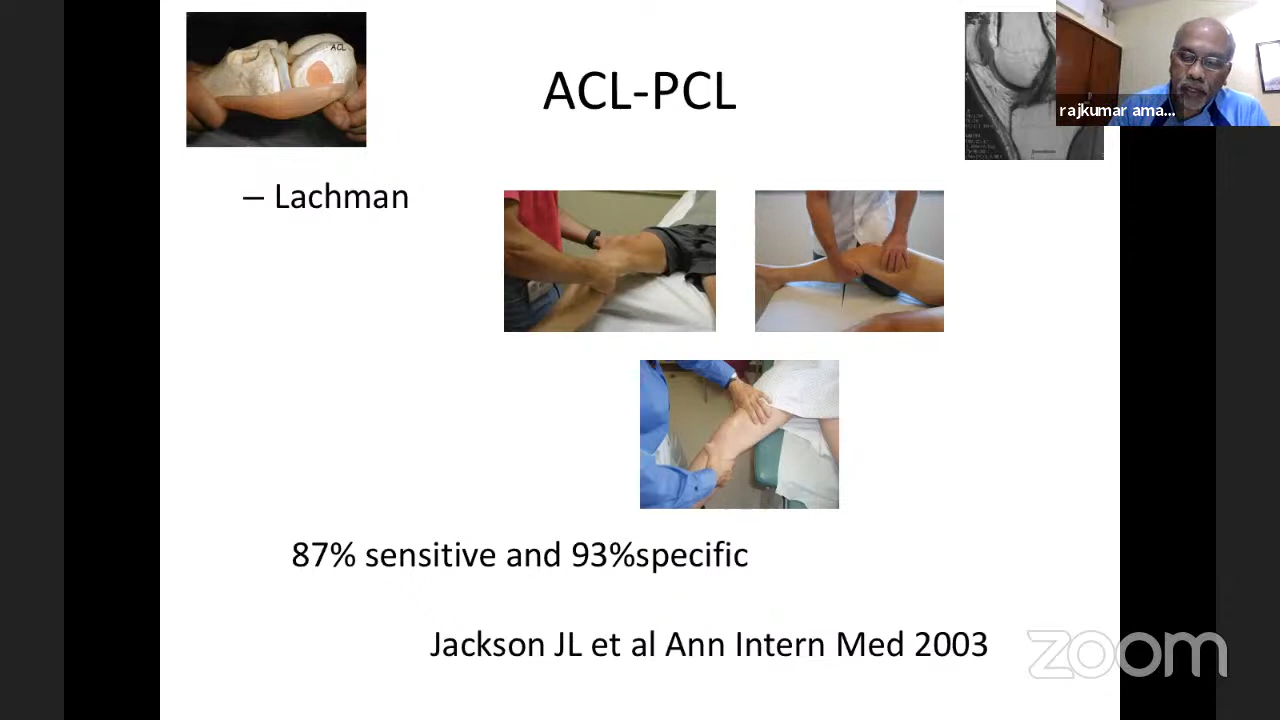 ACL
ACL-PCL
rajkumar ama...
– Lachman
87% sensitive and 93%specific
Jackson JL et al Ann Intern Med 2003
zoom